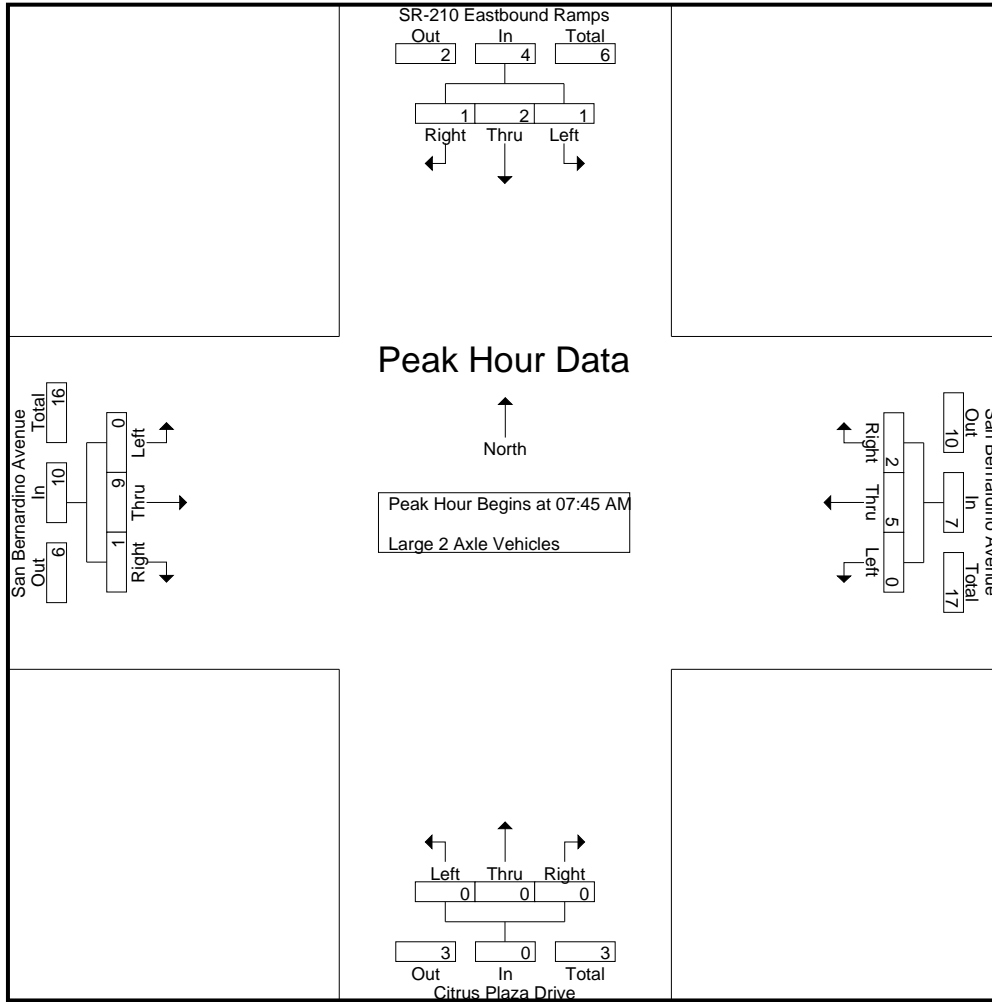 SR-210 Eastbound Ramps
Out In Total
2 4 6
1 2 1
Right Thru Left
Peak Hour Data
North
Peak Hour Begins at 07:45 AM
Large 2 Axle Vehicles
San Bernardino Avenue
Out In Total
6 10 16
Left Thru Right
0 9 1
San Bernardino Avenue
Out In Total
10 7 17
Right Thru Left
2 5 0
Left Thru Right
0 0 0
3 0 3
Out In Total
Citrus Plaza Drive